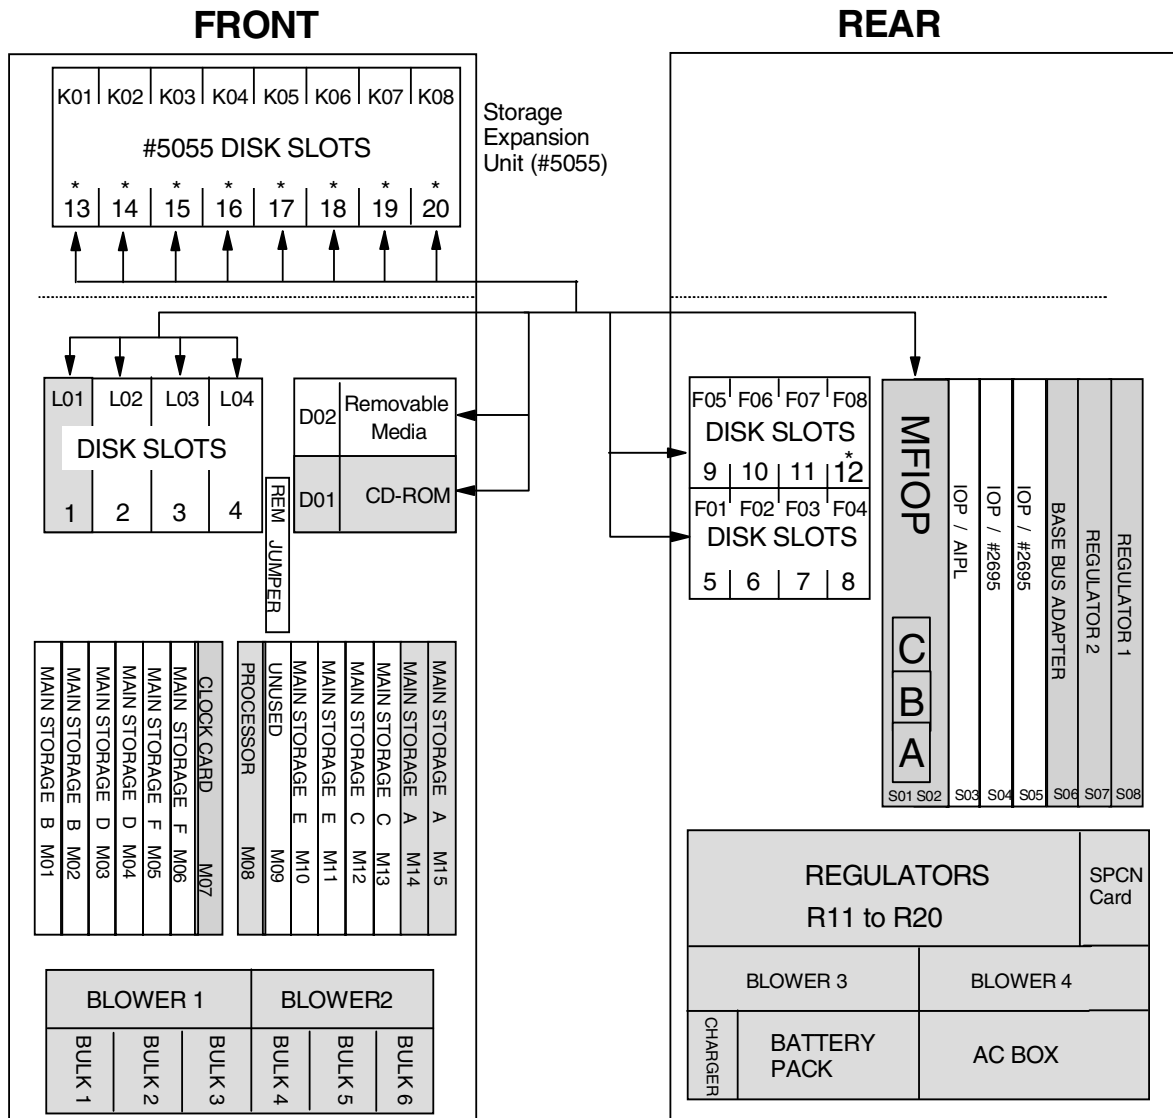 FRONT
REAR
K01 K02 K03 K04 K05 K06 K07 K08
#5055 DISK SLOTS
* * * * * * * *
13 14 15 16 17 18 19 20
Storage
Expansion
Unit (#5055)
L01 L02 L03 L04
DISK SLOTS
1 2 3 4
D02 Removable
Media
D01 CD-ROM
REM JUMPER
F05 F06 F07 F08
DISK SLOTS
*
9 10 11 12
F01 F02 F03 F04
DISK SLOTS
5 6 7 8
MFIOP
C
B
A
S01 S02
IOP / AIPL
S03
IOP / #2695
S04
IOP / #2695
S05
BASE BUS ADAPTER
S06
REGULATOR 2
S07
REGULATOR 1
S08
MAIN STORAGE B M01
MAIN STORAGE B M02
MAIN STORAGE D M03
MAIN STORAGE D M04
MAIN STORAGE F M05
MAIN STORAGE F M06
CLOCK CARD M07
PROCESSOR M08
UNUSED M09
MAIN STORAGE E M10
MAIN STORAGE E M11
MAIN STORAGE C M12
MAIN STORAGE C M13
MAIN STORAGE A M14
MAIN STORAGE A M15
REGULATORS
R11 to R20
SPCN
Card
BLOWER 1
BLOWER2
BULK 1
BULK 2
BULK 3
BULK 4
BULK 5
BULK 6
BLOWER 3
BLOWER 4
CHARGER
BATTERY
PACK
AC BOX